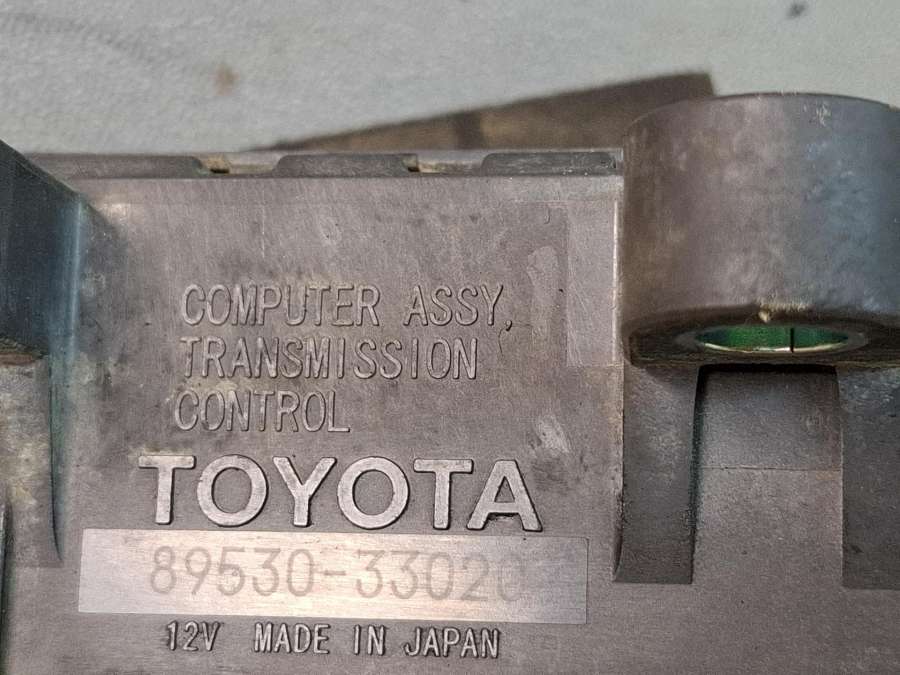 COMPUTER ASSY,
TRANSMISSION
CONTROL
TOYOTA
89530-33020
12V MADE IN JAPAN